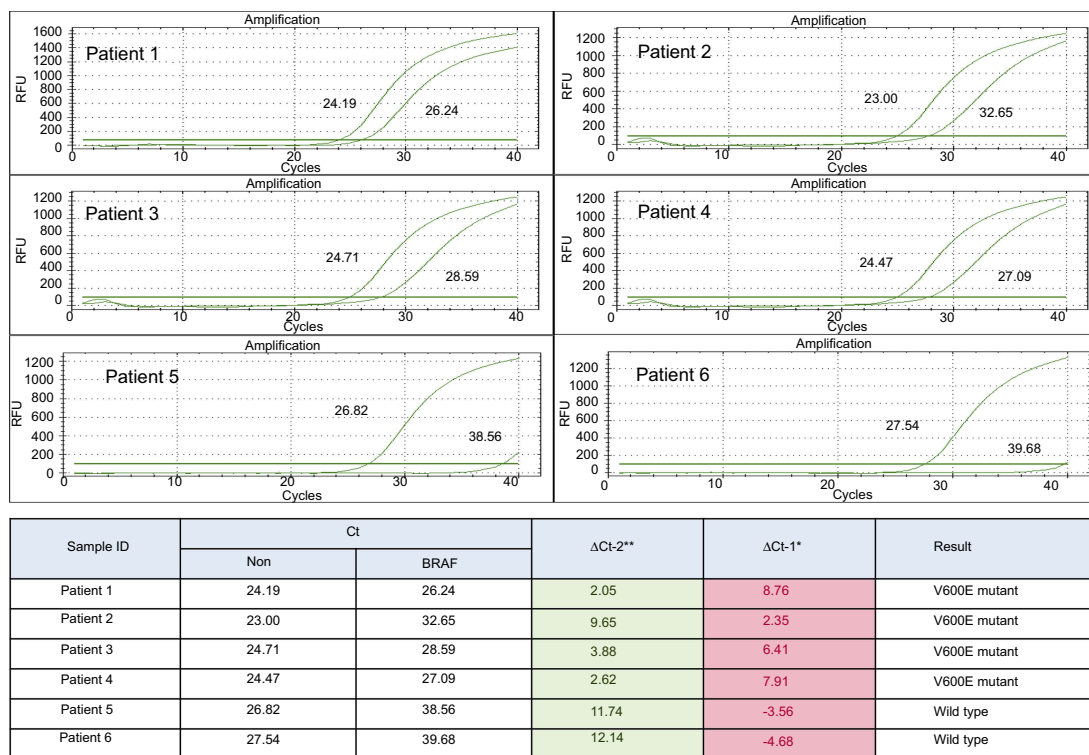 Amplification
Patient 1
RFU
1600
1400
1200
1000
800
600
400
200
0
24.19
26.24
0 10 20 30 40
Cycles
Amplification
Patient 2
RFU
1200
1000
800
600
400
200
0
23.00
32.65
0 10 20 30 40
Cycles
Amplification
Patient 3
RFU
1200
1000
800
600
400
200
0
24.71
28.59
0 10 20 30 40
Cycles
Amplification
Patient 4
RFU
1200
1000
800
600
400
200
0
24.47
27.09
0 10 20 30 40
Cycles
Amplification
Patient 5
RFU
1200
1000
800
600
400
200
0
26.82
38.56
0 10 20 30 40
Cycles
Amplification
Patient 6
RFU
1200
1000
800
600
400
200
0
27.54
39.68
0 10 20 30 40
Cycles
Sample ID Ct ΔCt-2** ΔCt-1* Result
Non BRAF
Patient 1 24.19 26.24 2.05 8.76 V600E mutant
Patient 2 23.00 32.65 9.65 2.35 V600E mutant
Patient 3 24.71 28.59 3.88 6.41 V600E mutant
Patient 4 24.47 27.09 2.62 7.91 V600E mutant
Patient 5 26.82 38.56 11.74 -3.56 Wild type
Patient 6 27.54 39.68 12.14 -4.68 Wild type